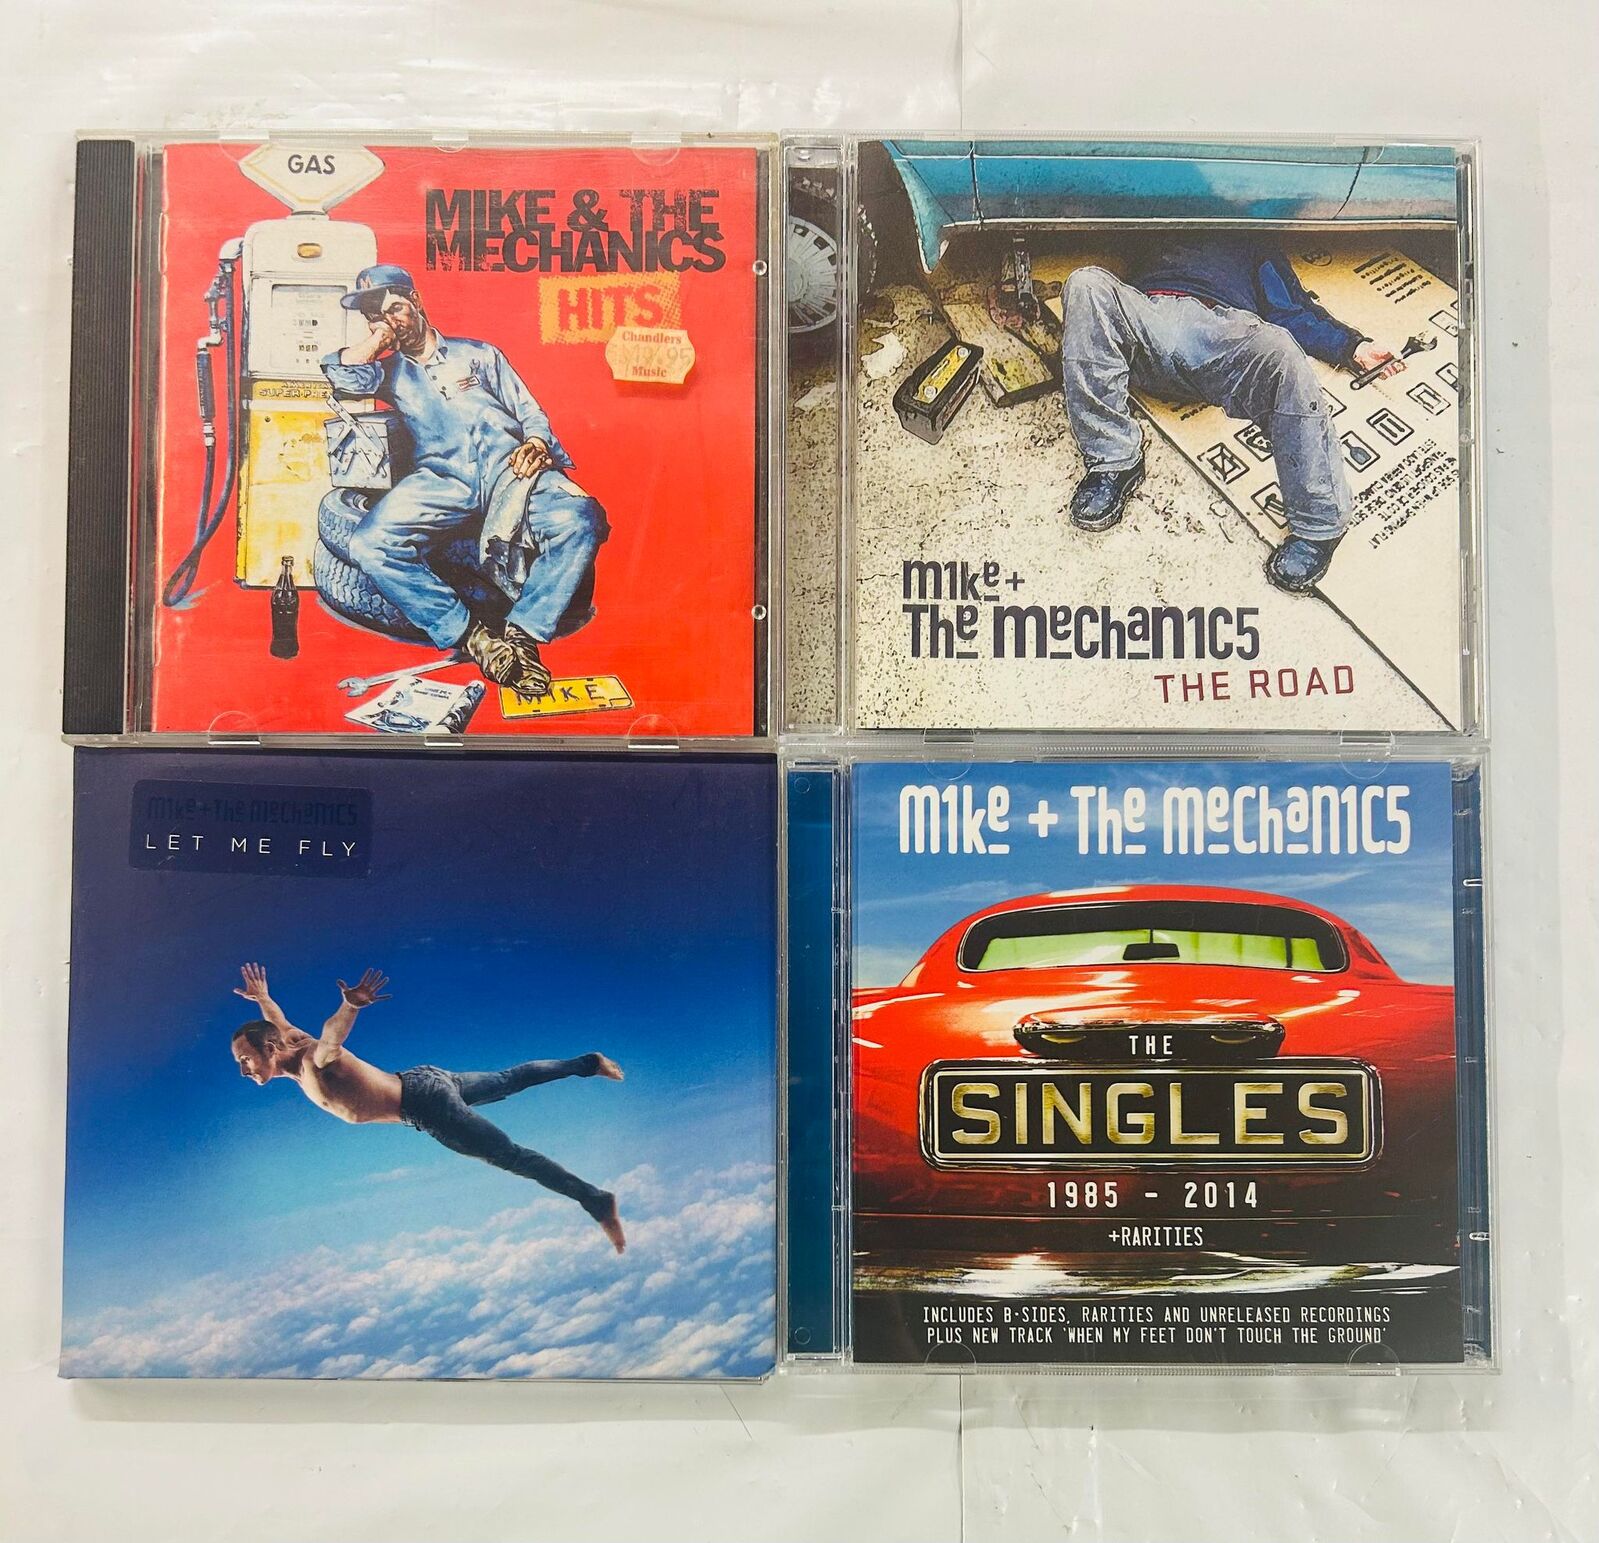 GAS
MIKE & THE
MECHANICS
HITS
Chandlers
Music
MIKE
m1ke +
The mechan1c5
THE ROAD
m1ke + The mechan1c5
LET ME FLY
m1ke + The mechan1c5
THE
SINGLES
1985 - 2014
+RARITIES
INCLUDES B-SIDES, RARITIES AND UNRELEASED RECORDINGS
PLUS NEW TRACK 'WHEN MY FEET DON'T TOUCH THE GROUND'